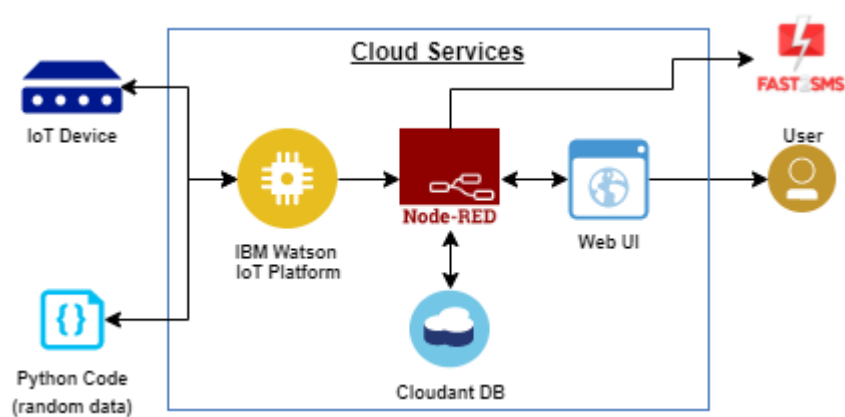 Cloud Services
FAST2SMS
IoT Device
User
Node-RED
IBM Watson
IoT Platform
Web UI
{}
Python Code
(random data)
Cloudant DB